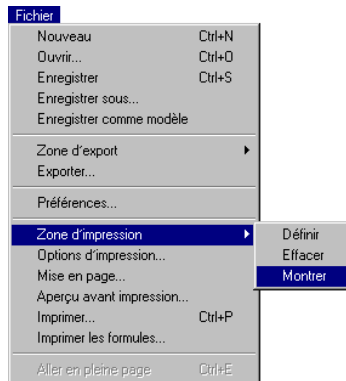 Fichier
Nouveau Ctrl+N
Ouvrir... Ctrl+O
Enregistrer Ctrl+S
Enregistrer sous...
Enregistrer comme modèle
Zone d'export
Exporter...
Préférences...
Zone d'impression Définir
Options d'impression... Effacer
Mise en page... Montrer
Aperçu avant impression...
Imprimer... Ctrl+P
Imprimer les formules...
Aller en pleine page Ctrl+E